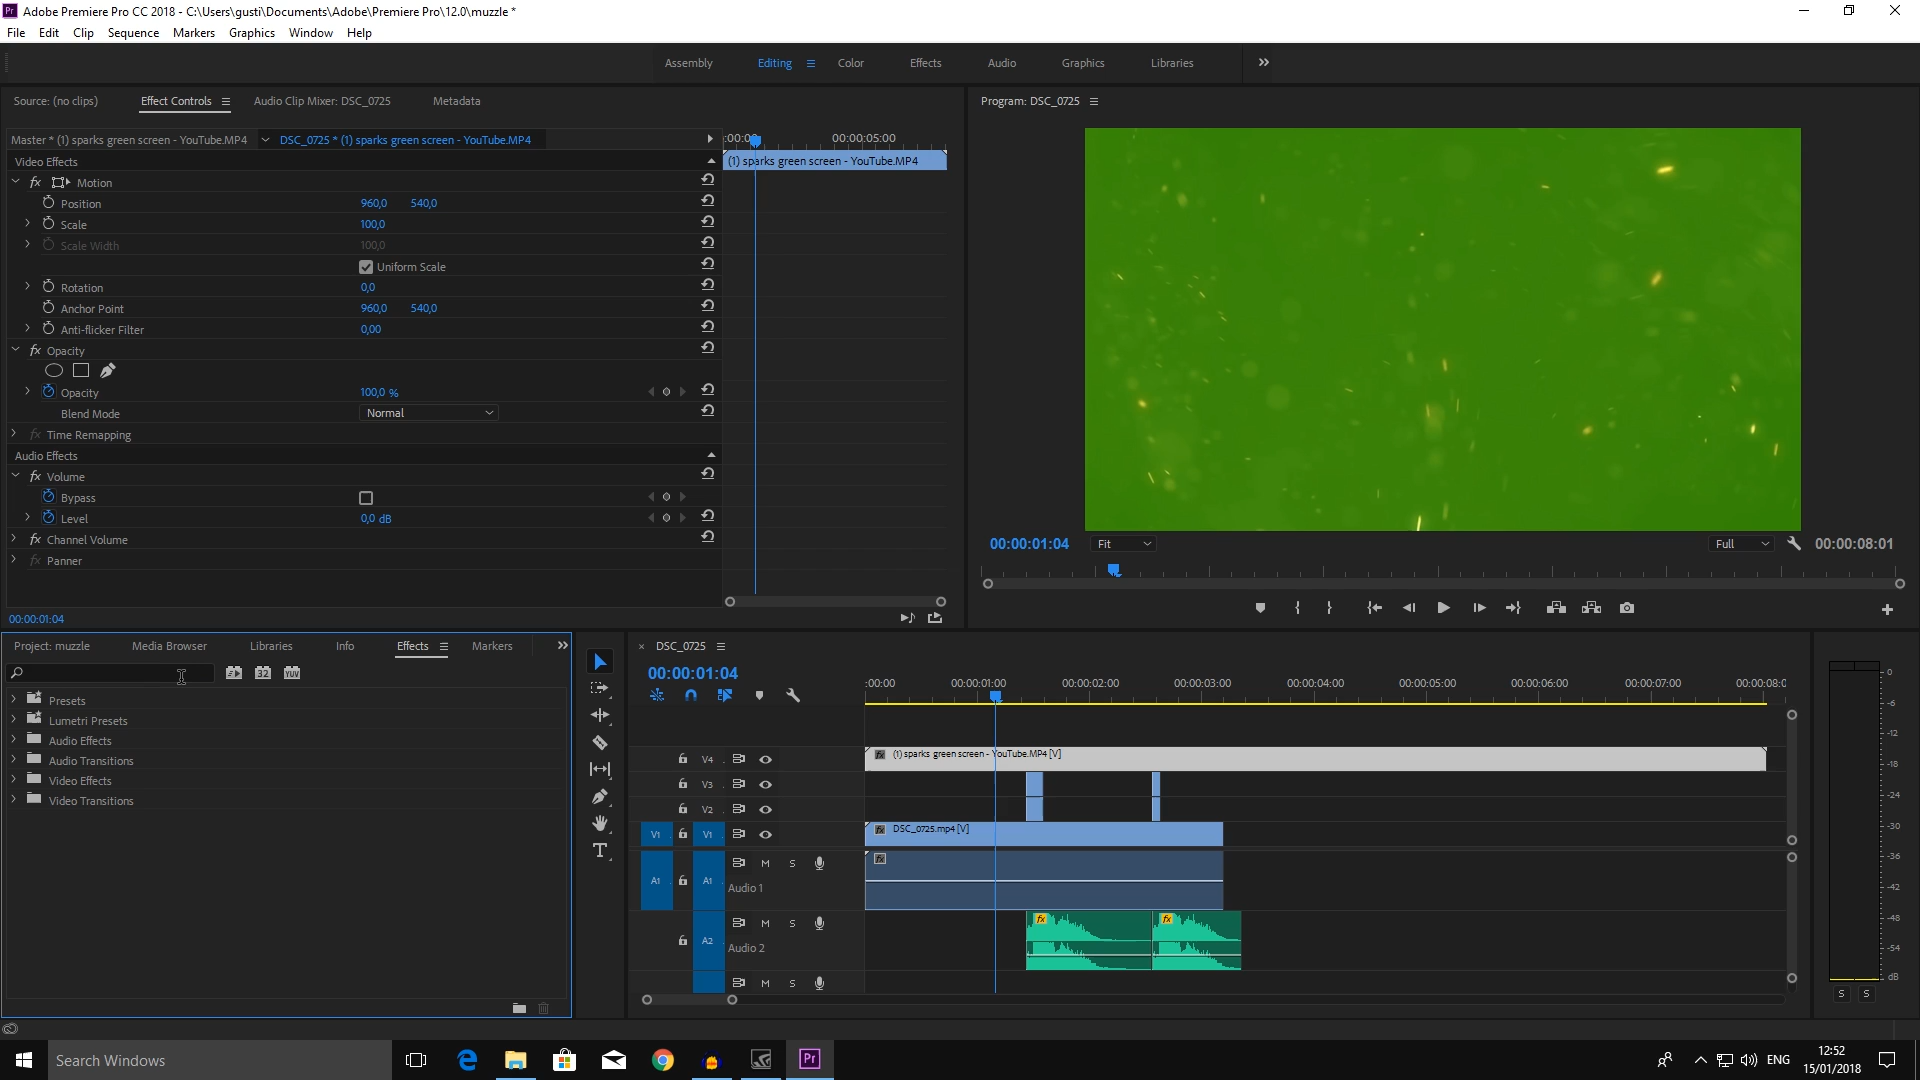 Adobe Premiere Pro CC 2018 - C:\Users\gusti\Documents\Adobe\Premiere Pro\12.0\muzzle *
File Edit Clip Sequence Markers Graphics Window Help
Assembly Editing Color Effects Audio Graphics Libraries
Source: (no clips) Effect Controls Audio Clip Mixer: DSC_0725 Metadata
Program: DSC_0725
Master * (1) sparks green screen - YouTube.MP4 DSC_0725 * (1) sparks green screen - YouTube.MP4
:00:00 00:00:05:00
Video Effects
(1) sparks green screen - YouTube.MP4
fx Motion
Position 960,0 540,0
Scale 100,0
Scale Width 100,0
Uniform Scale
Rotation 0,0
Anchor Point 960,0 540,0
Anti-flicker Filter 0,00
fx Opacity
Opacity 100,0 %
Blend Mode Normal
fx Time Remapping
Audio Effects
fx Volume
Bypass
Level 0,0 dB
fx Channel Volume
fx Panner
00:00:01:04
00:00:01:04 Fit Full 00:00:08:01
Project: muzzle Media Browser Libraries Info Effects Markers
32 YUV
Presets
Lumetri Presets
Audio Effects
Audio Transitions
Video Effects
Video Transitions
× DSC_0725
00:00:01:04
:00:00 00:00:01:00 00:00:02:00 00:00:03:00 00:00:04:00 00:00:05:00 00:00:06:00 00:00:07:00 00:00:08:0
V4 fx (1) sparks green screen - YouTube.MP4 [V]
V3
V2
V1 V1 fx DSC_0725.mp4 [V]
A1 A1 M S fx
Audio 1
A2 M S fx fx
Audio 2
M S
0
-6
-12
-18
-24
-30
-36
-42
-48
-54
dB
S S
Search Windows
Pr
ENG
12:52
15/01/2018